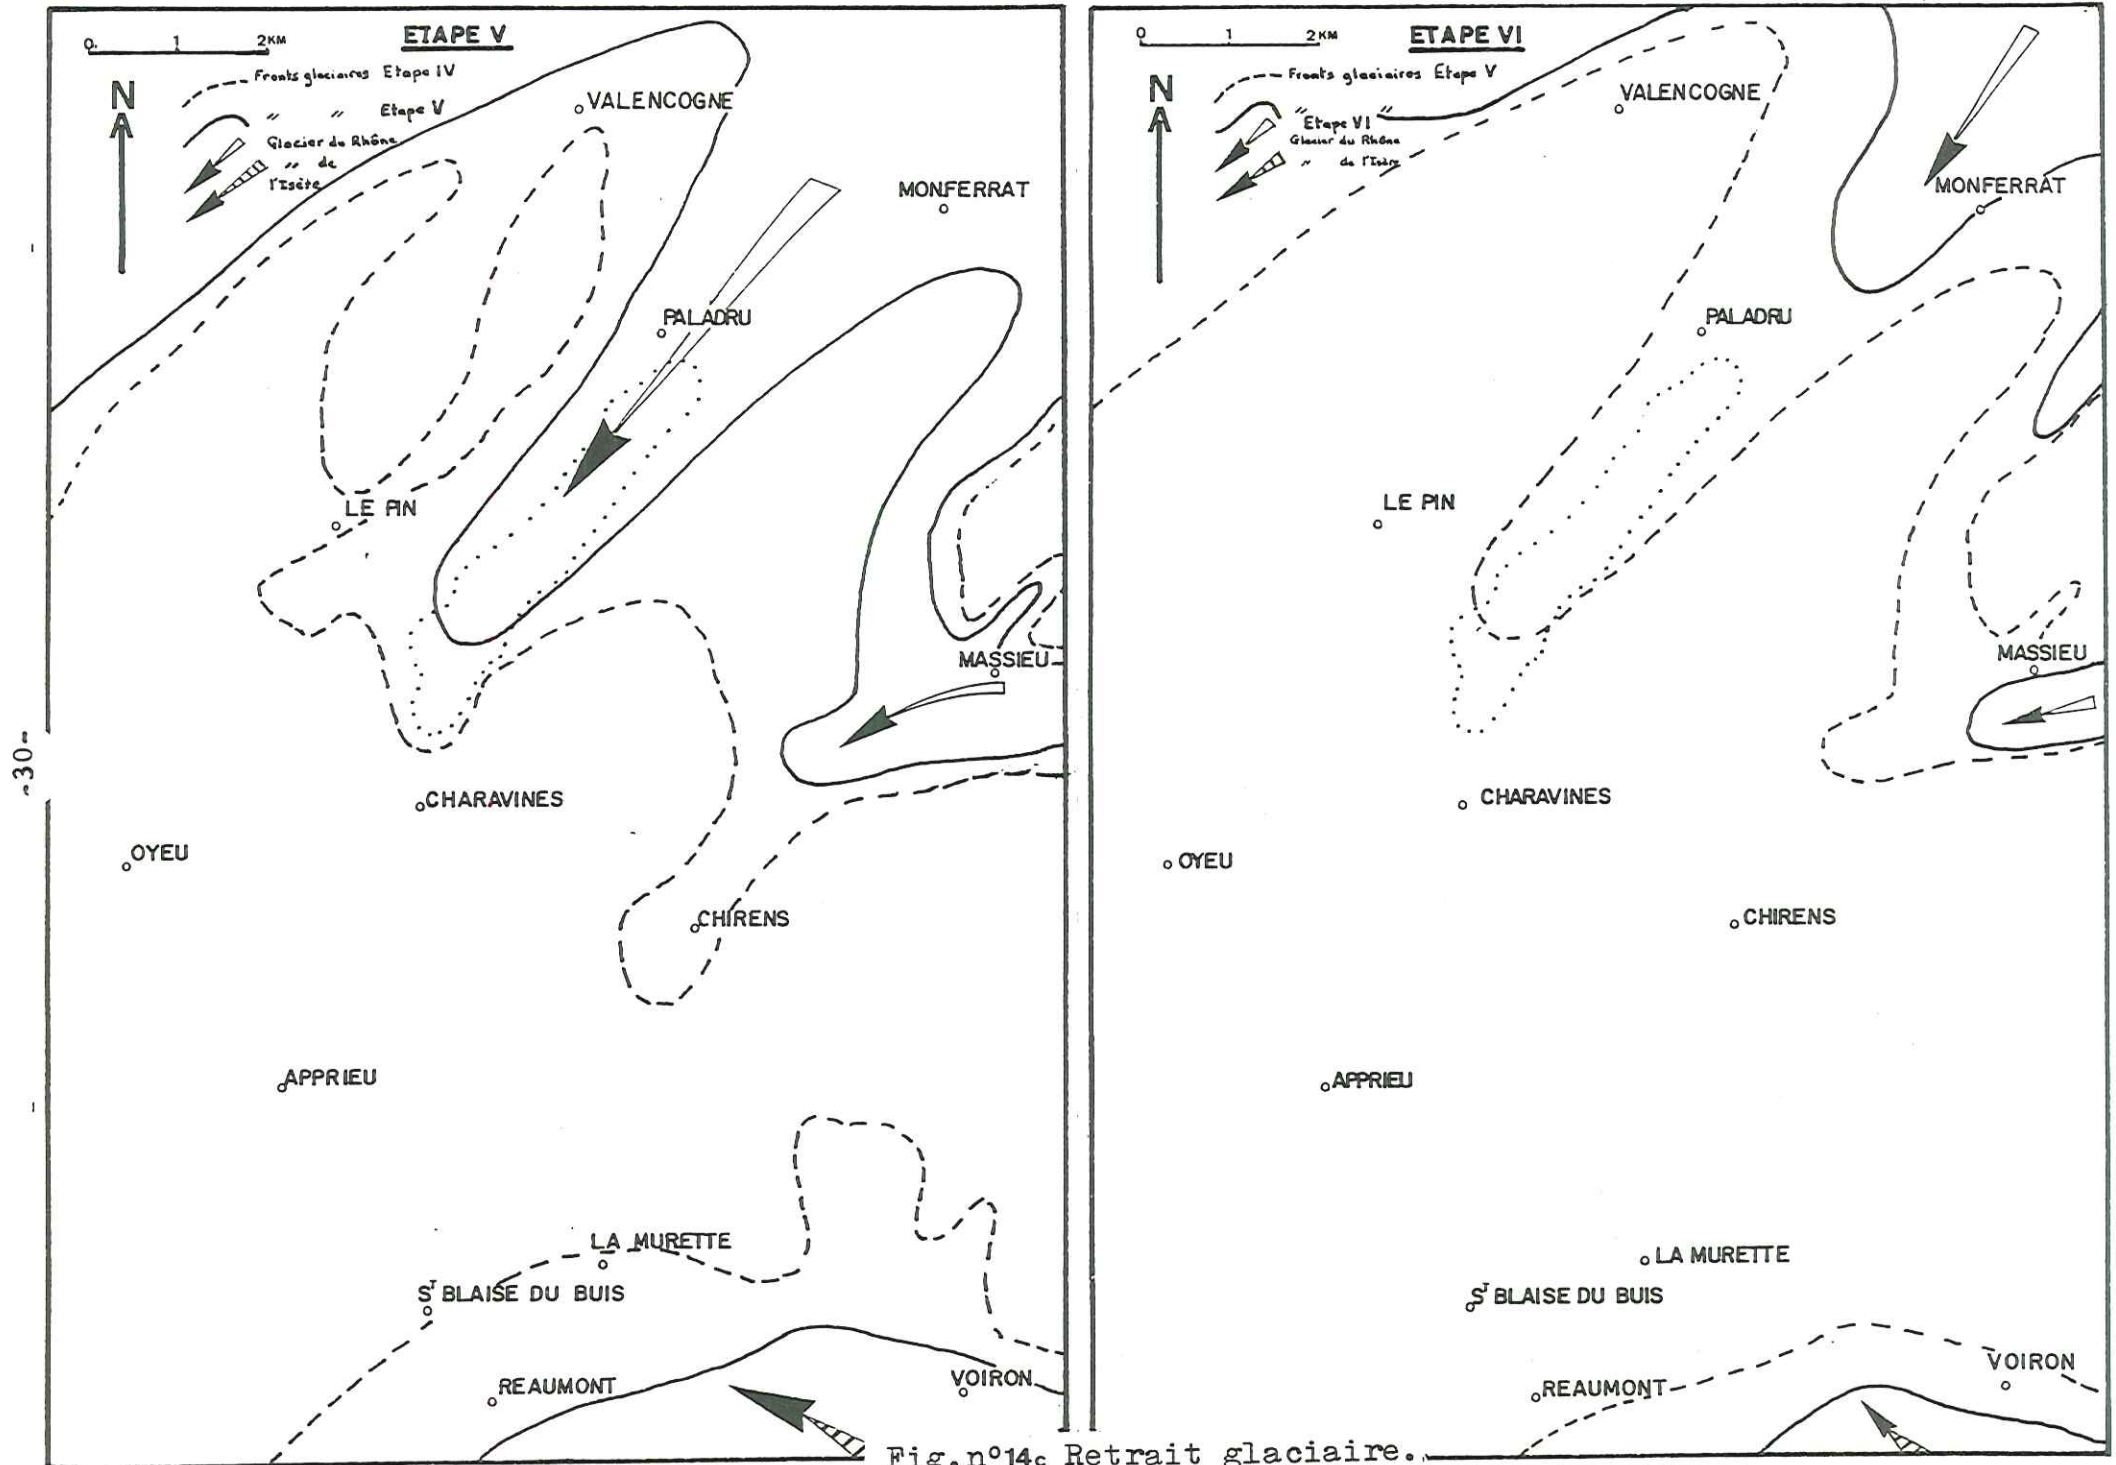 ETAPE V
0 1 2KM
Fronts glaciaires Etape IV
" " Etape V
Glacier du Rhône
" de
l'Isère
N
VALENCOGNE
MONFERRAT
PALADRU
LE PIN
MASSIEU
CHARAVINES
OYEU
CHIRENS
APPRIEU
LA MURETTE
ST BLAISE DU BUIS
REAUMONT
VOIRON
ETAPE VI
0 1 2KM
Fronts glaciaires Etape V
" "
Etape VI
Glacier du Rhône
" de l'Isère
N
VALENCOGNE
MONFERRAT
PALADRU
LE PIN
MASSIEU
CHARAVINES
OYEU
CHIRENS
APPRIEU
LA MURETTE
ST BLAISE DU BUIS
VOIRON
REAUMONT
-30-
Fig.n°14c Retrait glaciaire.